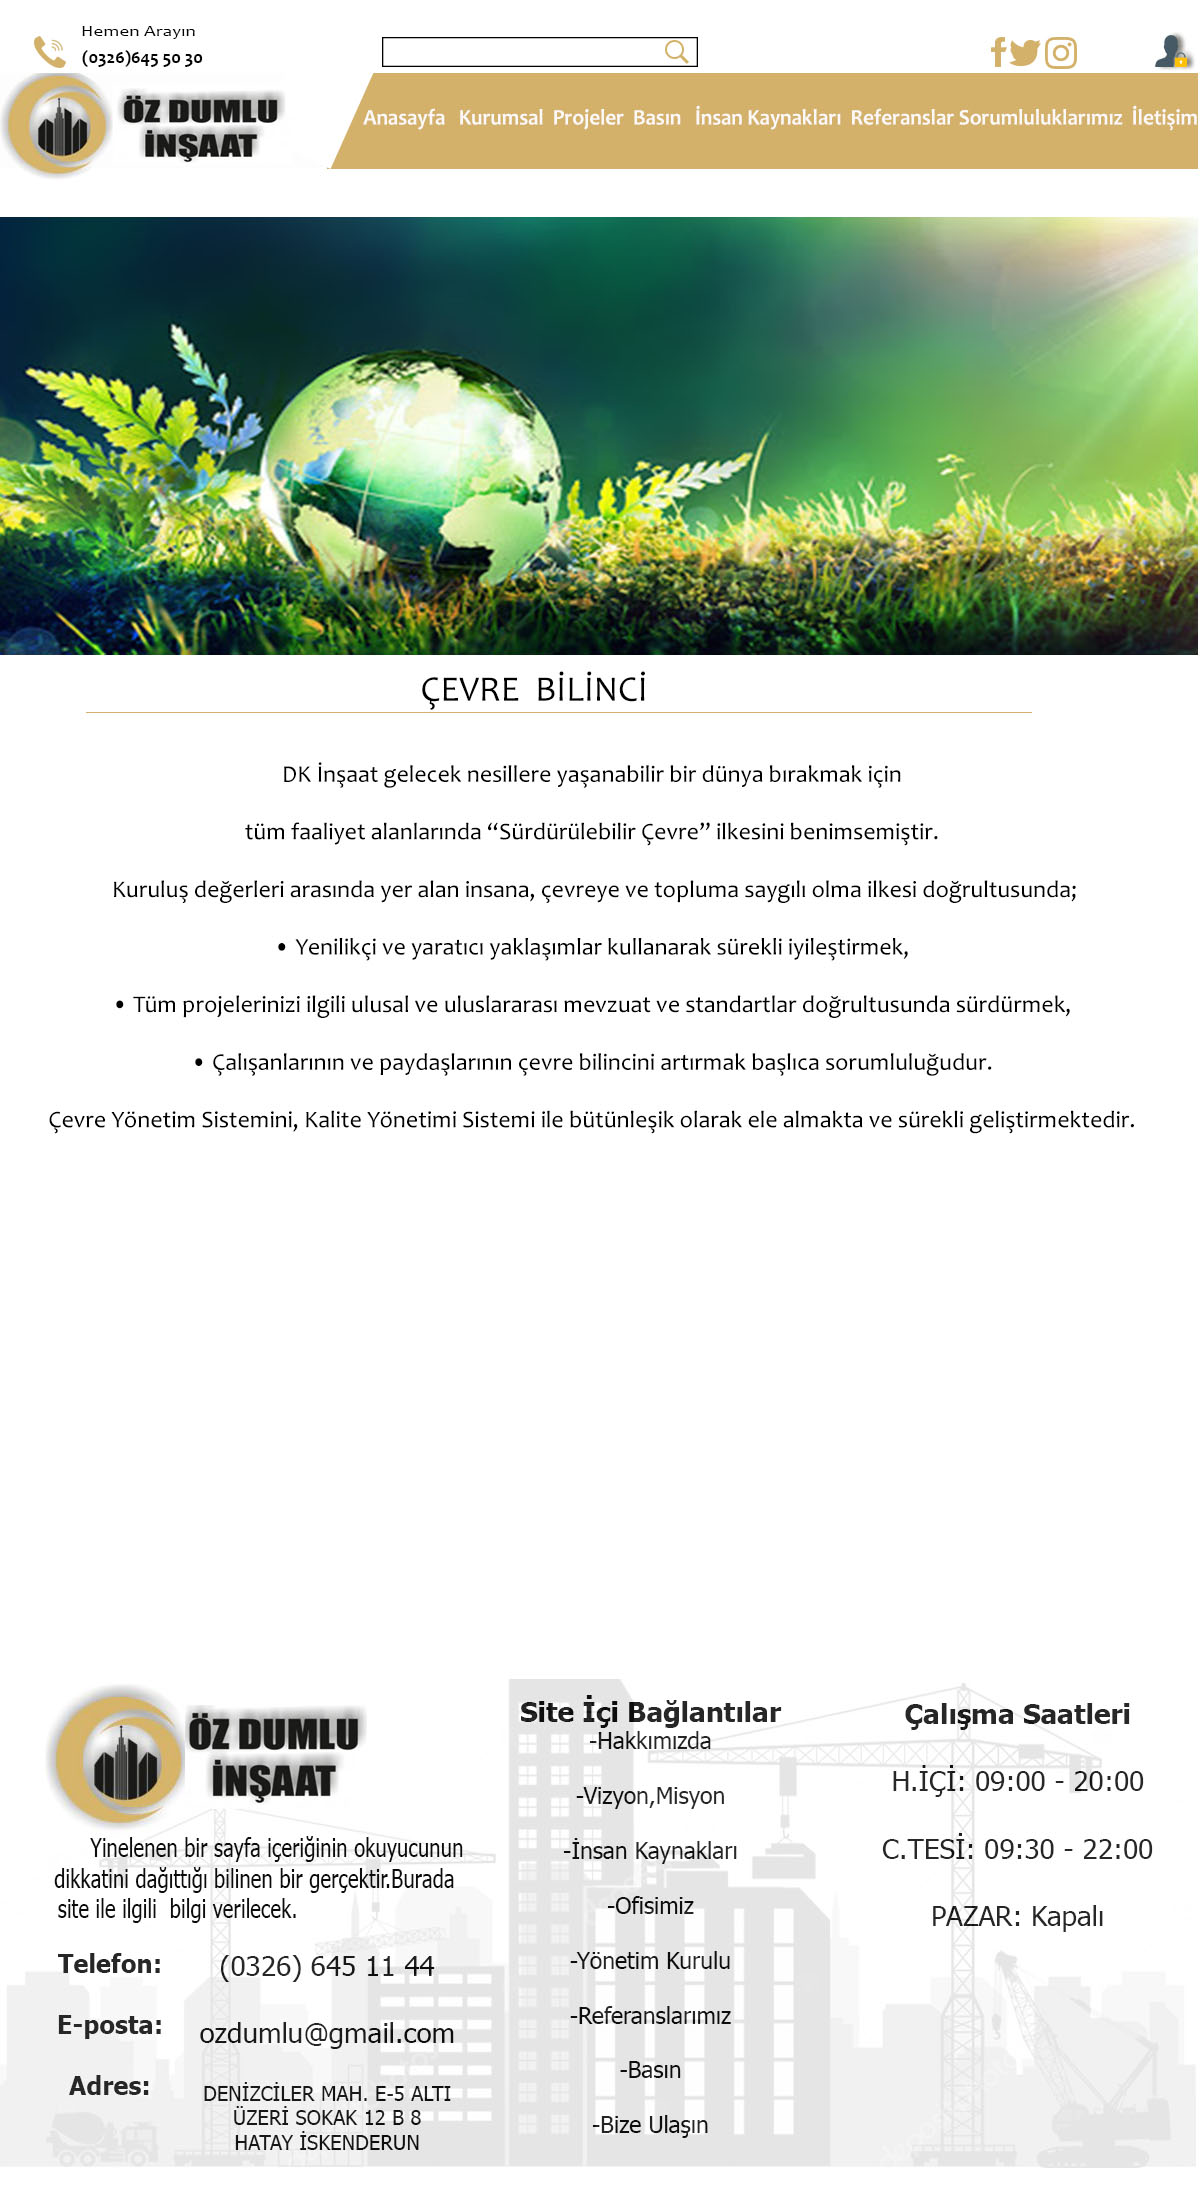 Hemen Arayın
(0326)645 50 30
ÖZ DUMLU
İNŞAAT
Anasayfa Kurumsal Projeler Basın İnsan Kaynakları Referanslar Sorumluluklarımız İletişim
ÇEVRE BİLİNCİ
DK İnşaat gelecek nesillere yaşanabilir bir dünya bırakmak için
tüm faaliyet alanlarında “Sürdürülebilir Çevre” ilkesini benimsemiştir.
Kuruluş değerleri arasında yer alan insana, çevreye ve topluma saygılı olma ilkesi doğrultusunda;
• Yenilikçi ve yaratıcı yaklaşımlar kullanarak sürekli iyileştirmek,
• Tüm projelerinizi ilgili ulusal ve uluslararası mevzuat ve standartlar doğrultusunda sürdürmek,
• Çalışanlarının ve paydaşlarının çevre bilincini artırmak başlıca sorumluluğudur.
Çevre Yönetim Sistemini, Kalite Yönetimi Sistemi ile bütünleşik olarak ele almakta ve sürekli geliştirmektedir.
ÖZ DUMLU
İNŞAAT
Yinelenen bir sayfa içeriğinin okuyucunun
dikkatini dağıttığı bilinen bir gerçektir.Burada
site ile ilgili bilgi verilecek.
Telefon: (0326) 645 11 44
E-posta: ozdumlu@gmail.com
Adres: DENİZCİLER MAH. E-5 ALTI
ÜZERİ SOKAK 12 B 8
HATAY İSKENDERUN
Site İçi Bağlantılar
-Hakkımızda
-Vizyon,Misyon
-İnsan Kaynakları
-Ofisimiz
-Yönetim Kurulu
-Referanslarımız
-Basın
-Bize Ulaşın
Çalışma Saatleri
H.İÇİ: 09:00 - 20:00
C.TESİ: 09:30 - 22:00
PAZAR: Kapalı